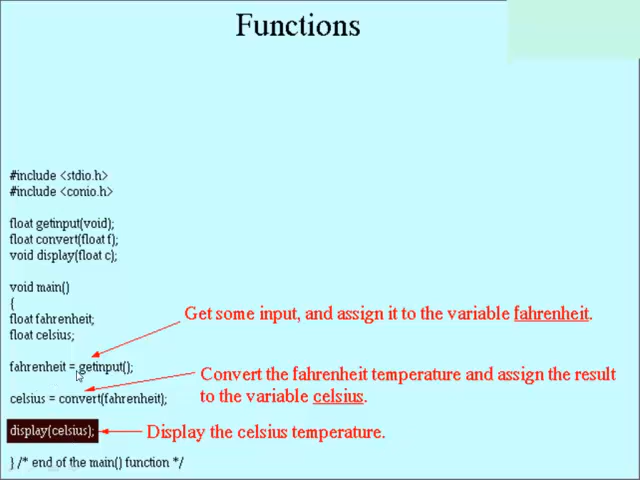 Functions
#include <stdio.h>
#include <conio.h>
float getinput(void);
float convert(float f);
void display(float c);
void main()
{
Get some input, and assign it to the variable fahrenheit.
float fahrenheit;
float celsius;
fahrenheit = getinput();
Convert the fahrenheit temperature and assign the result
to the variable celsius.
celsius = convert(fahrenheit);
display(celsius);
Display the celsius temperature.
} /* end of the main() function */